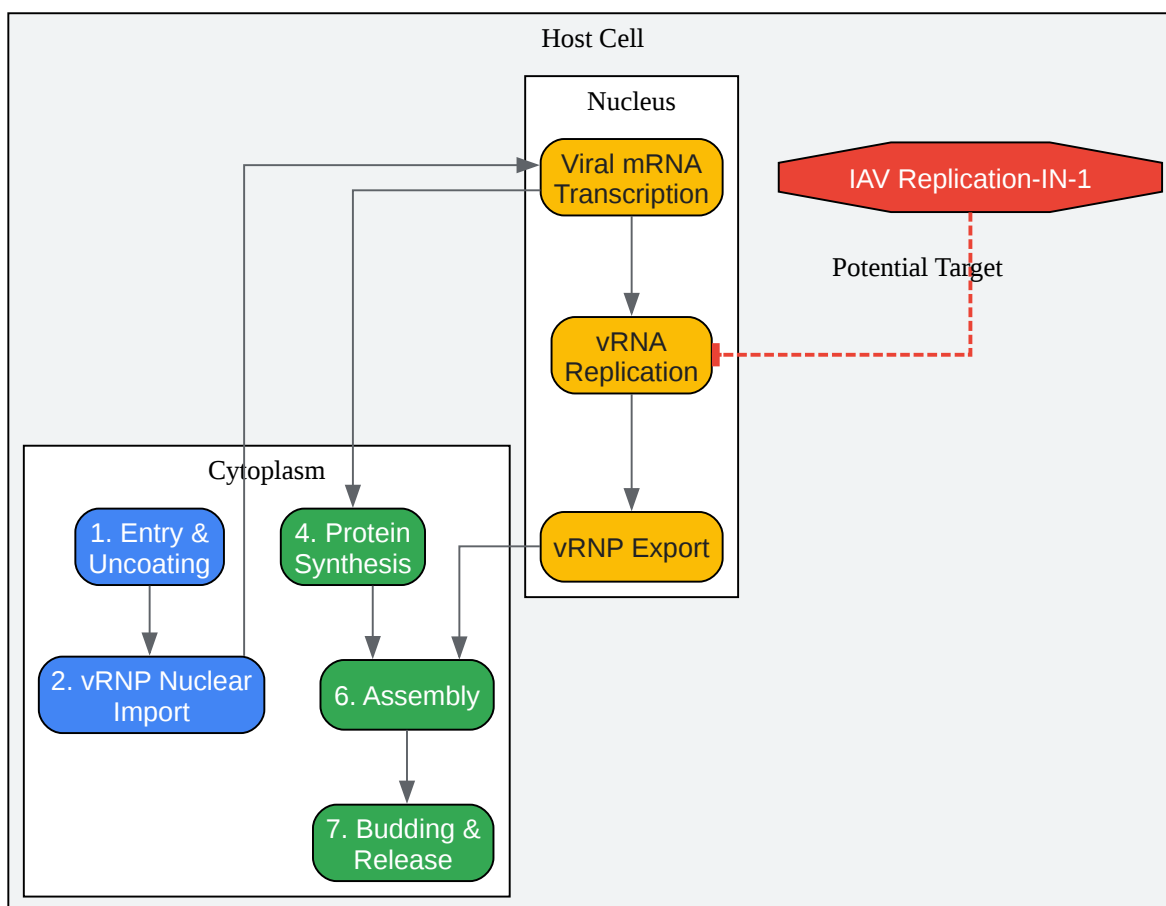 Host Cell
Nucleus
Viral mRNA
Transcription
IAV Replication-IN-1
Potential Target
vRNA
Replication
Cytoplasm
1. Entry &
Uncoating
4. Protein
Synthesis
vRNP Export
2. vRNP Nuclear
Import
6. Assembly
7. Budding &
Release